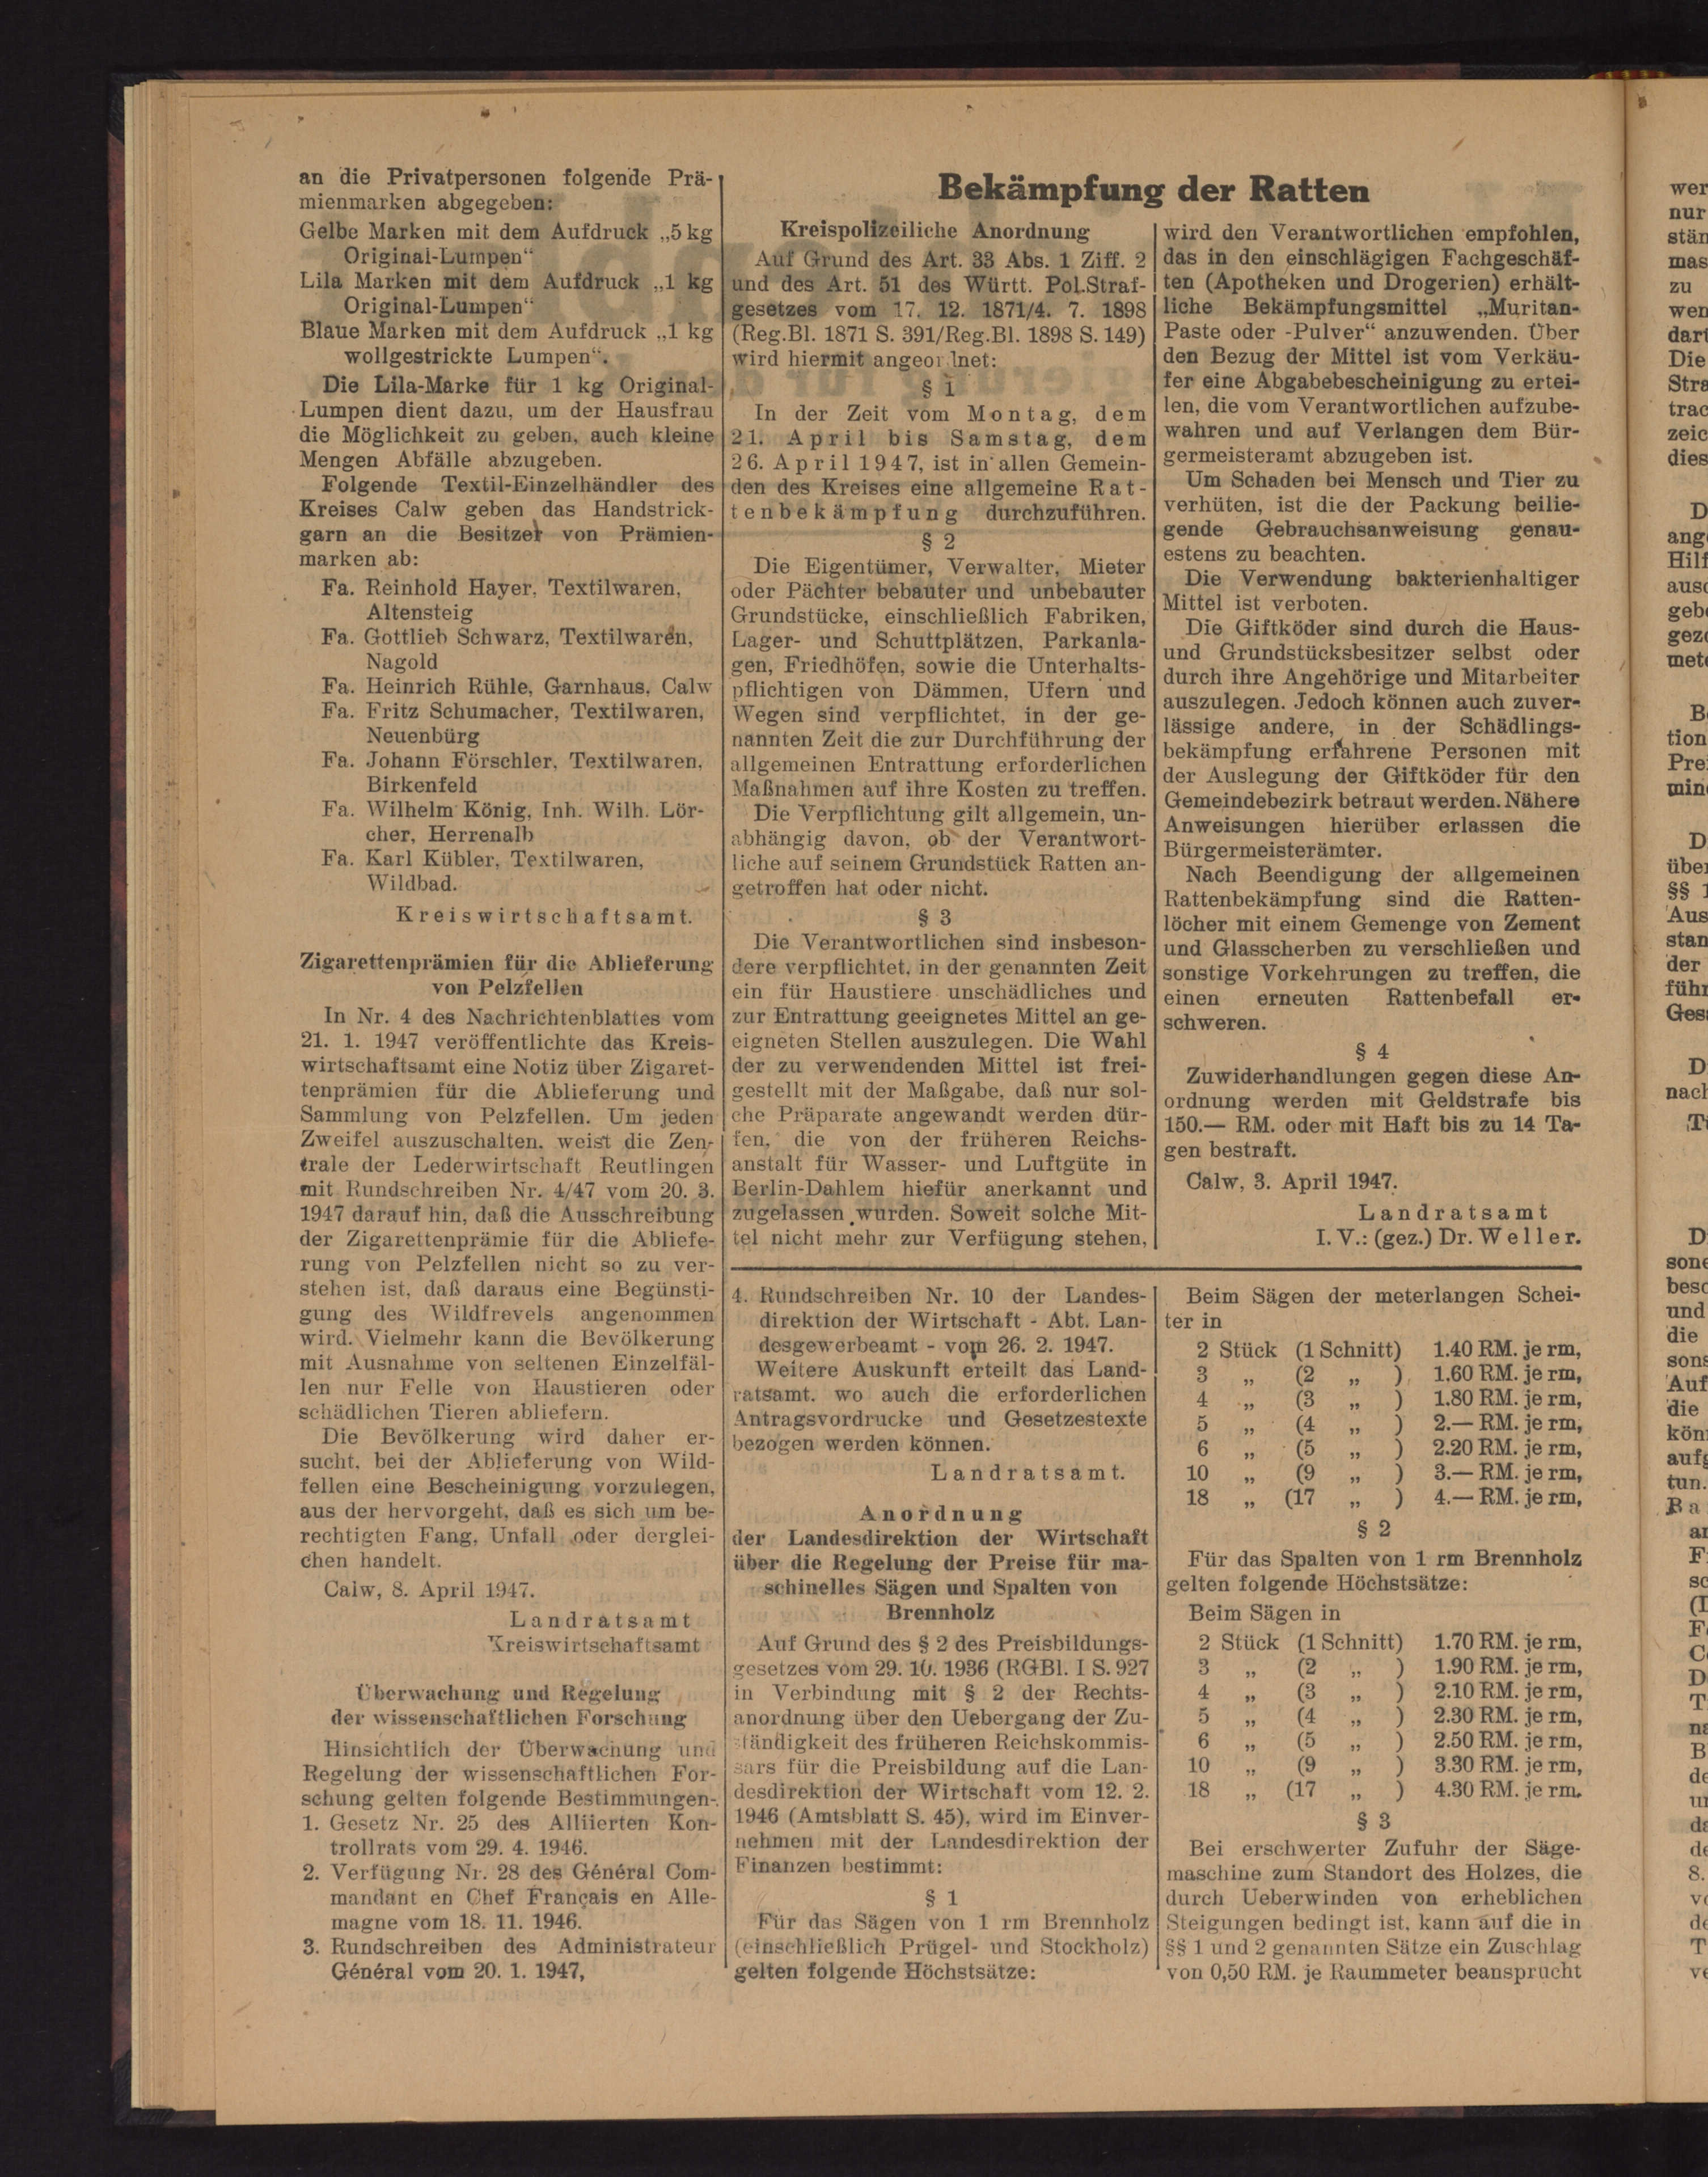 an die Privatpersonen folgende Prä-
mienmarken abgegeben:
Gelbe Marken mit dem Aufdruck „5 kg
Original-Lumpen“
Lila Marken mit dem Aufdruck „1 kg
Original-Lumpen“
Blaue Marken mit dem Aufdruck „1 kg
wollgestrickte Lumpen“.
Die Lila-Marke für 1 kg Original-
Lumpen dient dazu, um der Hausfrau
die Möglichkeit zu geben, auch kleine
Mengen Abfälle abzugeben.
Folgende Textil-Einzelhändler des
Kreises Calw geben das Handstrick-
garn an die Besitzer von Prämien-
marken ab:
Fa. Reinhold Hayer, Textilwaren,
Altensteig
Fa. Gottlieb Schwarz, Textilwaren,
Nagold
Fa. Heinrich Rühle, Garnhaus, Calw
Fa. Fritz Schumacher, Textilwaren,
Neuenbürg
Fa. Johann Förschler, Textilwaren,
Birkenfeld
Fa. Wilhelm König, Inh. Wilh. Lör-
cher, Herrenalb
Fa. Karl Kübler, Textilwaren,
Wildbad.
Kreiswirtschaftsamt.
Zigarettenprämien für die Ablieferung
von Pelzfellen
In Nr. 4 des Nachrichtenblattes vom
21. 1. 1947 veröffentlichte das Kreis-
wirtschaftsamt eine Notiz über Zigaret-
tenprämien für die Ablieferung und
Sammlung von Pelzfellen. Um jeden
Zweifel auszuschalten, weist die Zen-
trale der Lederwirtschaft Reutlingen
mit Rundschreiben Nr. 4/47 vom 20. 3.
1947 darauf hin, daß die Ausschreibung
der Zigarettenprämie für die Abliefe-
rung von Pelzfellen nicht so zu ver-
stehen ist, daß daraus eine Begünsti-
gung des Wildfrevels angenommen
wird. Vielmehr kann die Bevölkerung
mit Ausnahme von seltenen Einzelfäl-
len nur Felle von Haustieren oder
schädlichen Tieren abliefern.
Die Bevölkerung wird daher er-
sucht, bei der Ablieferung von Wild-
fellen eine Bescheinigung vorzulegen,
aus der hervorgeht, daß es sich um be-
rechtigten Fang, Unfall oder derglei-
chen handelt.
Calw, 8. April 1947.
Landratsamt
Kreiswirtschaftsamt
Überwachung und Regelung
der wissenschaftlichen Forschung
Hinsichtlich der Überwachung und
Regelung der wissenschaftlichen For-
schung gelten folgende Bestimmungen:
1. Gesetz Nr. 25 des Alliierten Kon-
trollrats vom 29. 4. 1946.
2. Verfügung Nr. 28 des Général Com-
mandant en Chef Français en Alle-
magne vom 18. 11. 1946.
3. Rundschreiben des Administrateur
Général vom 20. 1. 1947,
Bekämpfung der Ratten
Kreispolizeiliche Anordnung
Auf Grund des Art. 33 Abs. 1 Ziff. 2
und des Art. 51 des Württ. Pol.Straf-
gesetzes vom 17. 12. 1871/4. 7. 1898
(Reg.Bl. 1871 S. 391/Reg.Bl. 1898 S. 149)
wird hiermit angeordnet:
§ 1
In der Zeit vom Montag, dem
21. April bis Samstag, dem
26. April 1947, ist in allen Gemein-
den des Kreises eine allgemeine Rat-
tenbekämpfung durchzuführen.
§ 2
Die Eigentümer, Verwalter, Mieter
oder Pächter bebauter und unbebauter
Grundstücke, einschließlich Fabriken,
Lager- und Schuttplätzen, Parkanla-
gen, Friedhöfen, sowie die Unterhalts-
pflichtigen von Dämmen, Ufern und
Wegen sind verpflichtet, in der ge-
nannten Zeit die zur Durchführung der
allgemeinen Entrattung erforderlichen
Maßnahmen auf ihre Kosten zu treffen.
Die Verpflichtung gilt allgemein, un-
abhängig davon, ob der Verantwort-
liche auf seinem Grundstück Ratten an-
getroffen hat oder nicht.
§ 3
Die Verantwortlichen sind insbeson-
dere verpflichtet, in der genannten Zeit
ein für Haustiere unschädliches und
zur Entrattung geeignetes Mittel an ge-
eigneten Stellen auszulegen. Die Wahl
der zu verwendenden Mittel ist frei-
gestellt mit der Maßgabe, daß nur sol-
che Präparate angewandt werden dür-
fen, die von der früheren Reichs-
anstalt für Wasser- und Luftgüte in
Berlin-Dahlem hiefür anerkannt und
zugelassen wurden. Soweit solche Mit-
tel nicht mehr zur Verfügung stehen,
wird den Verantwortlichen empfohlen,
das in den einschlägigen Fachgeschäf-
ten (Apotheken und Drogerien) erhält-
liche Bekämpfungsmittel „Muritan-
Paste oder -Pulver“ anzuwenden. Über
den Bezug der Mittel ist vom Verkäu-
fer eine Abgabebescheinigung zu ertei-
len, die vom Verantwortlichen aufzube-
wahren und auf Verlangen dem Bür-
germeisteramt abzugeben ist.
Um Schaden bei Mensch und Tier zu
verhüten, ist die der Packung beilie-
gende Gebrauchsanweisung genau-
estens zu beachten.
Die Verwendung bakterienhaltiger
Mittel ist verboten.
Die Giftköder sind durch die Haus-
und Grundstücksbesitzer selbst oder
durch ihre Angehörige und Mitarbeiter
auszulegen. Jedoch können auch zuver-
lässige andere, in der Schädlings-
bekämpfung erfahrene Personen mit
der Auslegung der Giftköder für den
Gemeindebezirk betraut werden. Nähere
Anweisungen hierüber erlassen die
Bürgermeisterämter.
Nach Beendigung der allgemeinen
Rattenbekämpfung sind die Ratten-
löcher mit einem Gemenge von Zement
und Glasscherben zu verschließen und
sonstige Vorkehrungen zu treffen, die
einen erneuten Rattenbefall er-
schweren.
§ 4
Zuwiderhandlungen gegen diese An-
ordnung werden mit Geldstrafe bis
150.— RM. oder mit Haft bis zu 14 Ta-
gen bestraft.
Calw, 3. April 1947.
Landratsamt
I. V.: (gez.) Dr. Weller.
4. Rundschreiben Nr. 10 der Landes-
direktion der Wirtschaft - Abt. Lan-
desgewerbeamt - vom 26. 2. 1947.
Weitere Auskunft erteilt das Land-
ratsamt, wo auch die erforderlichen
Antragsvordrucke und Gesetzestexte
bezogen werden können.
Landratsamt.
Anordnung
der Landesdirektion der Wirtschaft
über die Regelung der Preise für ma-
schinelles Sägen und Spalten von
Brennholz
Auf Grund des § 2 des Preisbildungs-
gesetzes vom 29. 10. 1936 (RGBl. I S. 927
in Verbindung mit § 2 der Rechts-
anordnung über den Uebergang der Zu-
ständigkeit des früheren Reichskommis-
sars für die Preisbildung auf die Lan-
desdirektion der Wirtschaft vom 12. 2.
1946 (Amtsblatt S. 45), wird im Einver-
nehmen mit der Landesdirektion der
Finanzen bestimmt:
§ 1
Für das Sägen von 1 rm Brennholz
(einschließlich Prügel- und Stockholz)
gelten folgende Höchstsätze:
Beim Sägen der meterlangen Schei-
ter in
2 Stück (1 Schnitt) 1.40 RM. je rm,
3 „ (2 „ ) 1.60 RM. je rm,
4 „ (3 „ ) 1.80 RM. je rm,
5 „ (4 „ ) 2.— RM. je rm,
6 „ (5 „ ) 2.20 RM. je rm,
10 „ (9 „ ) 3.— RM. je rm,
18 „ (17 „ ) 4.— RM. je rm,
§ 2
Für das Spalten von 1 rm Brennholz
gelten folgende Höchstsätze:
Beim Sägen in
2 Stück (1 Schnitt) 1.70 RM. je rm,
3 „ (2 „ ) 1.90 RM. je rm,
4 „ (3 „ ) 2.10 RM. je rm,
5 „ (4 „ ) 2.30 RM. je rm,
6 „ (5 „ ) 2.50 RM. je rm,
10 „ (9 „ ) 3.30 RM. je rm,
18 „ (17 „ ) 4.30 RM. je rm.
§ 3
Bei erschwerter Zufuhr der Säge-
maschine zum Standort des Holzes, die
durch Ueberwinden von erheblichen
Steigungen bedingt ist, kann auf die in
§§ 1 und 2 genannten Sätze ein Zuschlag
von 0,50 RM. je Raummeter beansprucht